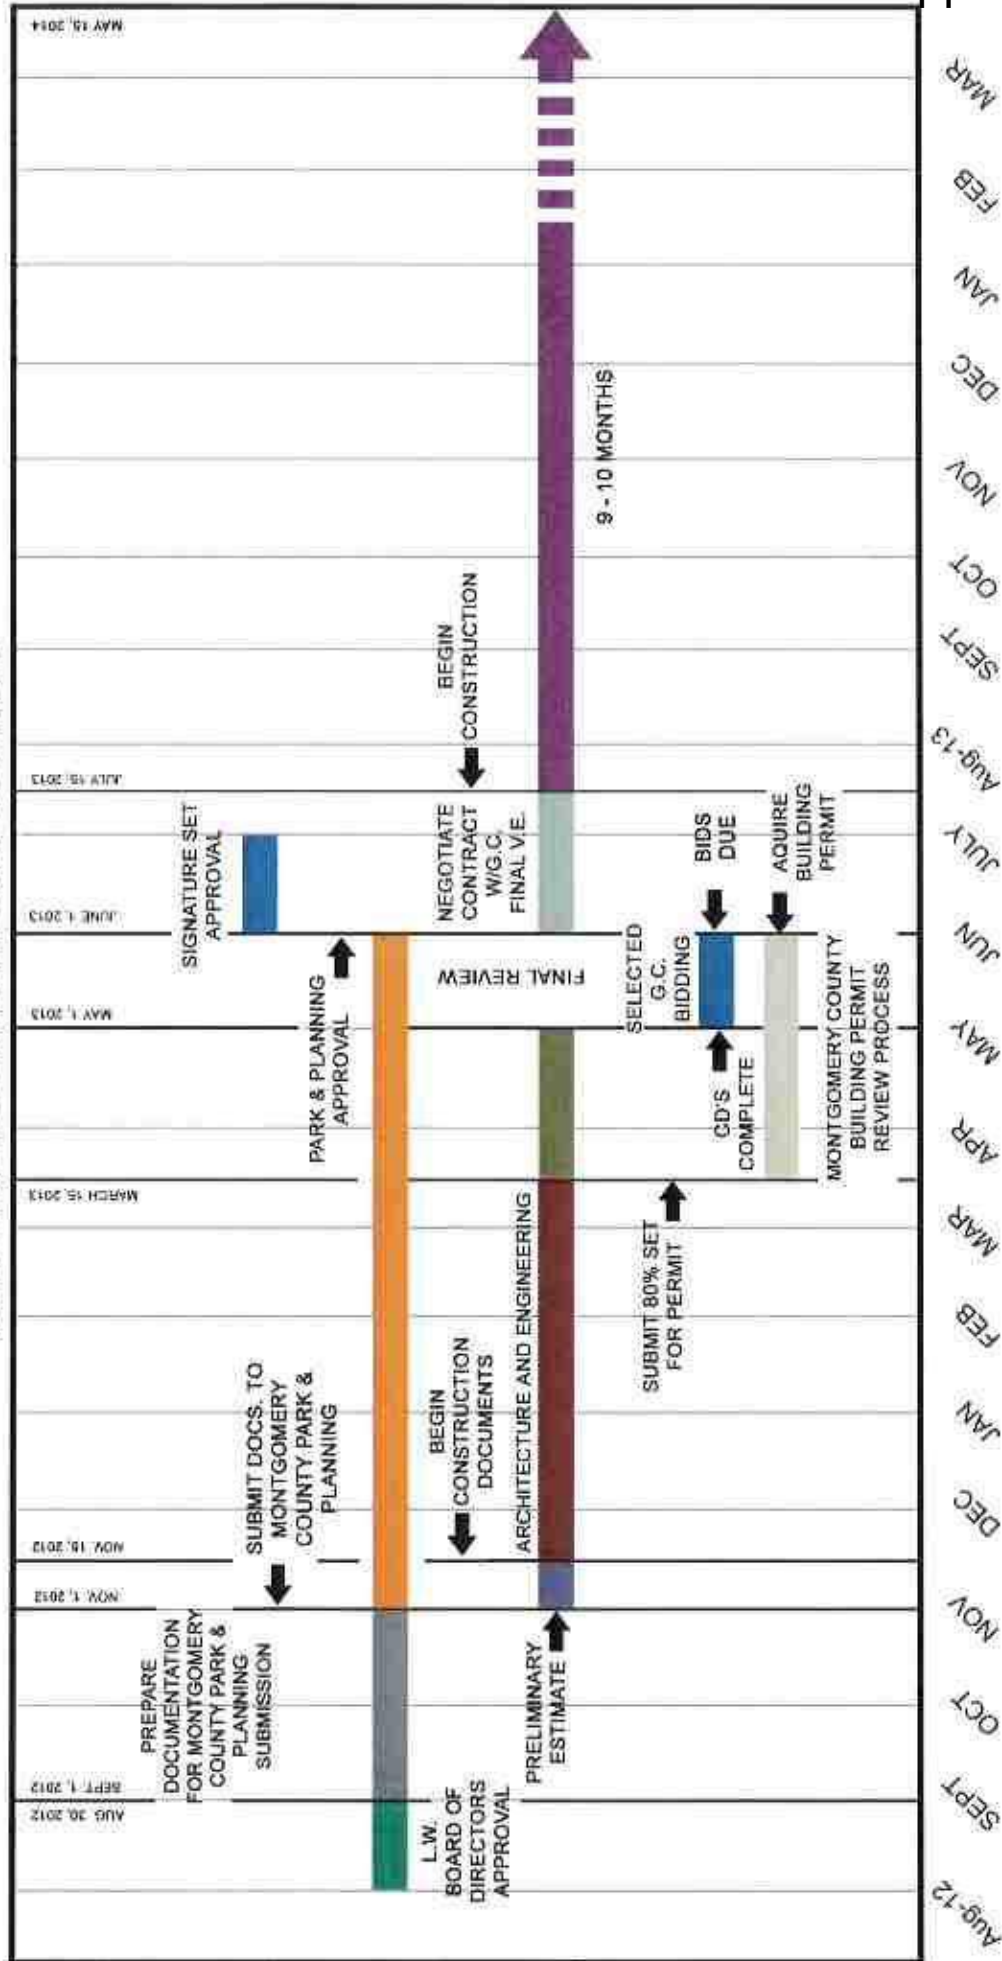 MAY 15, 2014
JULY 15, 2013
JUNE 1, 2013
MAY 1, 2013
MARCH 15, 2013
NOV. 15, 2012
NOV. 1, 2012
SEPT. 1, 2012
AUG 30, 2012
PREPARE
DOCUMENTATION
FOR MONTGOMERY
COUNTY PARK &
PLANNING
SUBMISSION
SUBMIT DOCS. TO
MONTGOMERY
COUNTY PARK &
PLANNING
PARK & PLANNING
APPROVAL
SIGNATURE SET
APPROVAL
L.W.
BOARD OF
DIRECTORS
APPROVAL
BEGIN
CONSTRUCTION
DOCUMENTS
FINAL REVIEW
NEGOTIATE
CONTRACT
W/G.C.
FINAL V.E.
BEGIN
CONSTRUCTION
PRELIMINARY
ESTIMATE
ARCHITECTURE AND ENGINEERING
9 - 10 MONTHS
SUBMIT 80% SET
FOR PERMIT
SELECTED
G.C.
BIDDING
CD'S
COMPLETE
BIDS
DUE
AQUIRE
BUILDING
PERMIT
MONTGOMERY COUNTY
BUILDING PERMIT
REVIEW PROCESS
Aug-12
SEPT
OCT
NOV
DEC
JAN
FEB
MAR
APR
MAY
JUN
JULY
Aug-13
SEPT
OCT
NOV
DEC
JAN
FEB
MAR